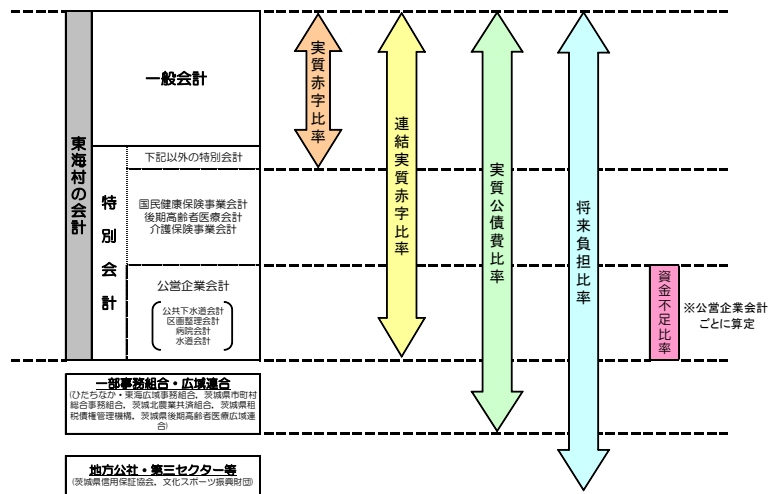 東海村の会計
一般会計
特別会計
下記以外の特別会計
国民健康保険事業会計
後期高齢者医療会計
介護保険事業会計
公営企業会計
公共下水道会計
区画整理会計
病院会計
水道会計
一部事務組合・広域連合
(ひたちなか・東海広域事務組合，茨城県市町村
総合事務組合，茨城北農業共済組合，茨城県租
税債権管理機構，茨城県後期高齢者医療広域連
合)
地方公社・第三セクター等
(茨城県信用保証協会，文化スポーツ振興財団)
実質赤字比率
連結実質赤字比率
実質公債費比率
将来負担比率
資金不足比率
※公営企業会計
ごとに算定